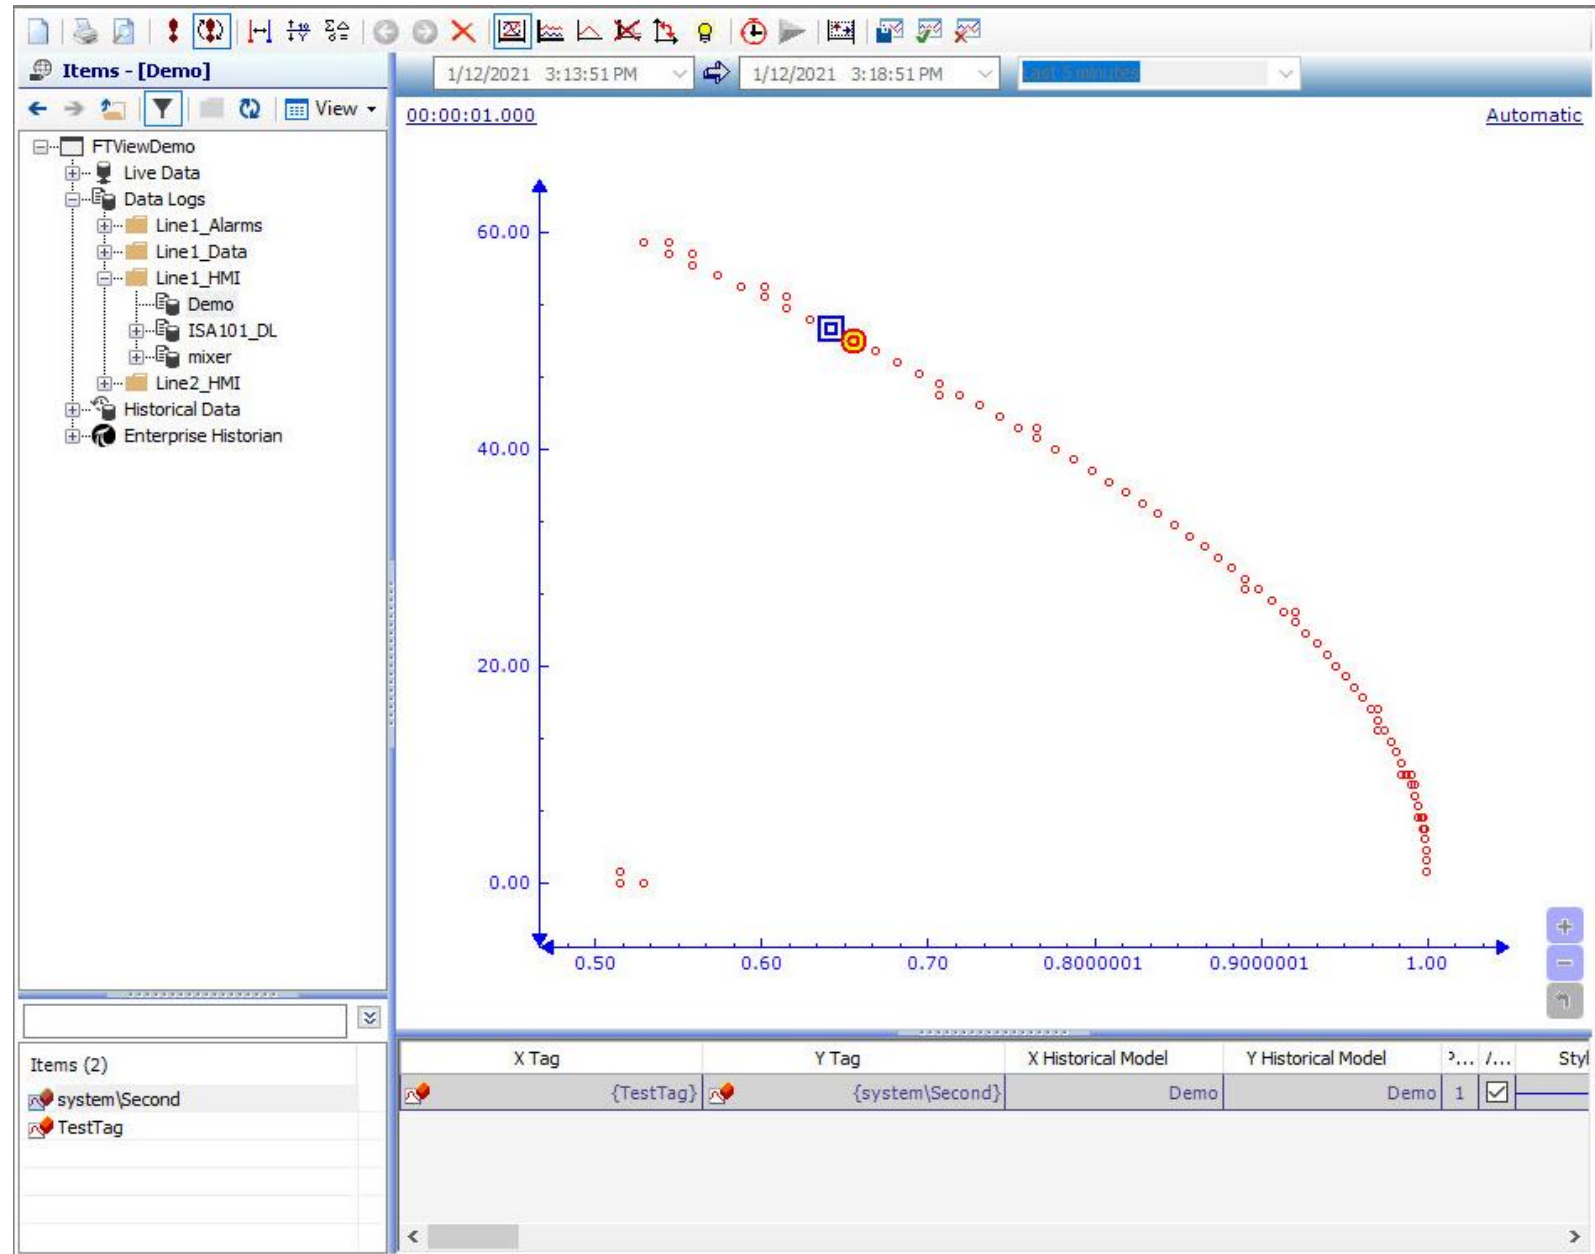 Items - [Demo]
1/12/2021 3:13:51 PM
1/12/2021 3:18:51 PM
Last 5 minutes
View
00:00:01.000
Automatic
FTViewDemo
Live Data
Data Logs
Line1_Alarms
Line1_Data
Line1_HMI
Demo
ISA101_DL
mixer
Line2_HMI
Historical Data
Enterprise Historian
60.00
40.00
20.00
0.00
0.50 0.60 0.70 0.8000001 0.9000001 1.00
Items (2)
system\Second
TestTag
X Tag Y Tag X Historical Model Y Historical Model Styl
{TestTag} {system\Second} Demo Demo 1